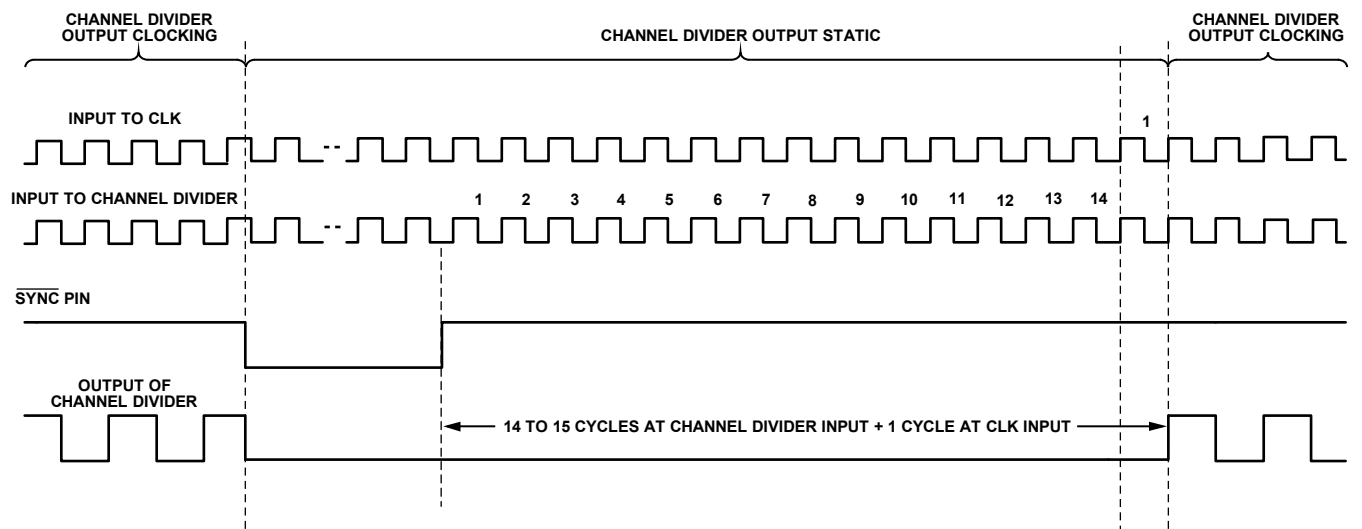 CHANNEL DIVIDER
OUTPUT CLOCKING
CHANNEL DIVIDER OUTPUT STATIC
CHANNEL DIVIDER
OUTPUT CLOCKING
INPUT TO CLK
1
INPUT TO CHANNEL DIVIDER
1 2 3 4 5 6 7 8 9 10 11 12 13 14
SYNC PIN
OUTPUT OF
CHANNEL DIVIDER
14 TO 15 CYCLES AT CHANNEL DIVIDER INPUT + 1 CYCLE AT CLK INPUT